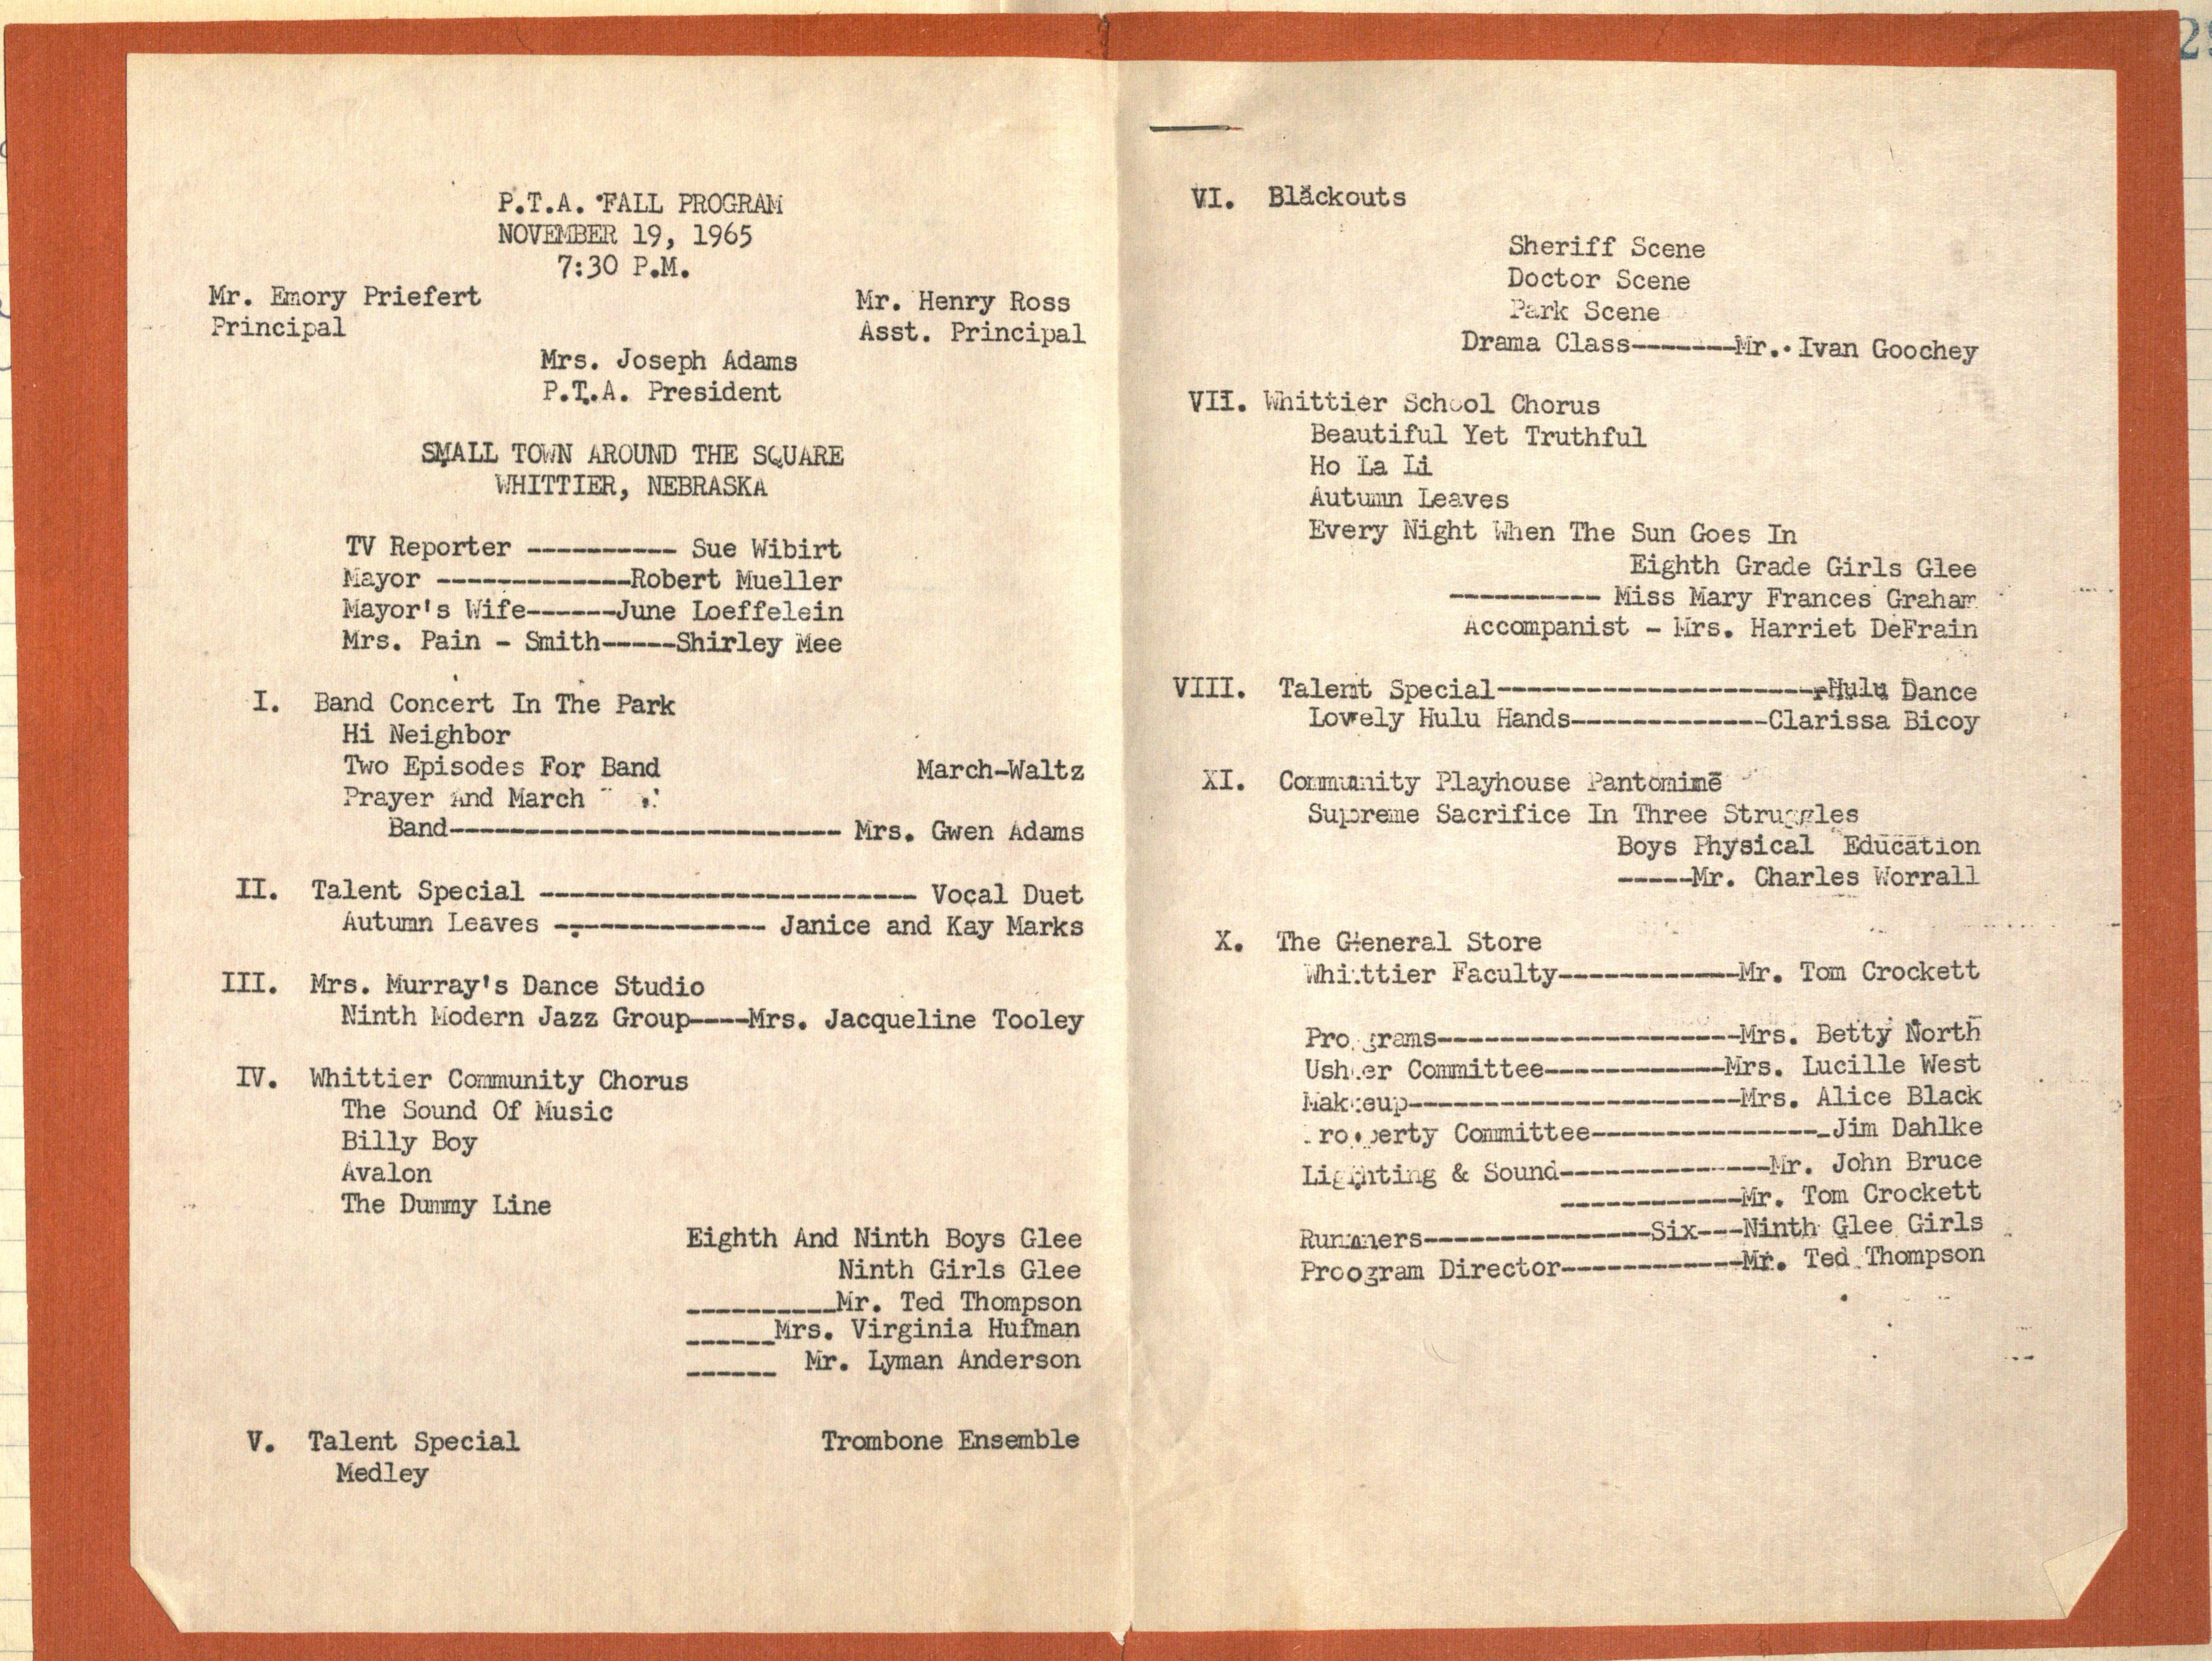 P.T.A. FALL PROGRAM
NOVEMBER 19, 1965
7:30 P.M.
Mr. Emory Priefert
Principal
Mr. Henry Ross
Asst. Principal
Mrs. Joseph Adams
P.T.A. President
SMALL TOWN AROUND THE SQUARE
WHITTIER, NEBRASKA
TV Reporter ---------- Sue Wibirt
Mayor -------------Robert Mueller
Mayor's Wife------June Loeffelein
Mrs. Pain - Smith-----Shirley Mee
I. Band Concert In The Park
Hi Neighbor
Two Episodes For Band March-Waltz
Prayer And March
Band-------------------------- Mrs. Gwen Adams
II. Talent Special ------------------------- Vocal Duet
Autumn Leaves -------------- Janice and Kay Marks
III. Mrs. Murray's Dance Studio
Ninth Modern Jazz Group----Mrs. Jacqueline Tooley
IV. Whittier Community Chorus
The Sound Of Music
Billy Boy
Avalon
The Dummy Line
Eighth And Ninth Boys Glee
Ninth Girls Glee
__________Mr. Ted Thompson
______Mrs. Virginia Hufman
______ Mr. Lyman Anderson
V. Talent Special Trombone Ensemble
Medley
VI. Blackouts
Sheriff Scene
Doctor Scene
Park Scene
Drama Class-------Mr. Ivan Goochey
VII. Whittier School Chorus
Beautiful Yet Truthful
Ho La Li
Autumn Leaves
Every Night When The Sun Goes In
Eighth Grade Girls Glee
---------- Miss Mary Frances Graham
Accompanist - Mrs. Harriet DeFrain
VIII. Talent Special---------------------Hulu Dance
Lovely Hulu Hands-------------Clarissa Bicoy
XI. Community Playhouse Pantomime
Supreme Sacrifice In Three Struggles
Boys Physical Education
-----Mr. Charles Worrall
X. The General Store
Whittier Faculty------------Mr. Tom Crockett
Programs--------------------Mrs. Betty North
Usher Committee------------Mrs. Lucille West
Makeup----------------------Mrs. Alice Black
Property Committee----------------Jim Dahlke
Lighting & Sound--------------Mr. John Bruce
------------Mr. Tom Crockett
Runners---------------Six---Ninth Glee Girls
Proogram Director------------Mr. Ted Thompson